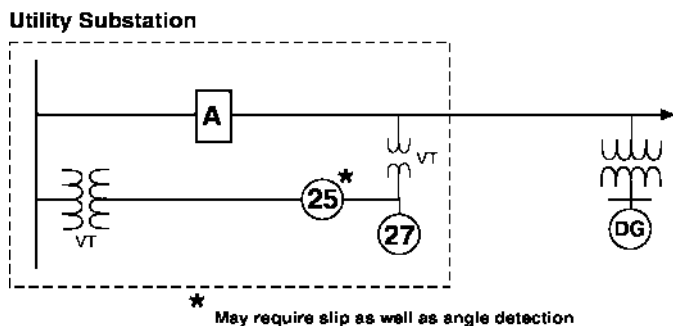 Utility Substation
A
VT
25*
VT
27
DG
* May require slip as well as angle detection